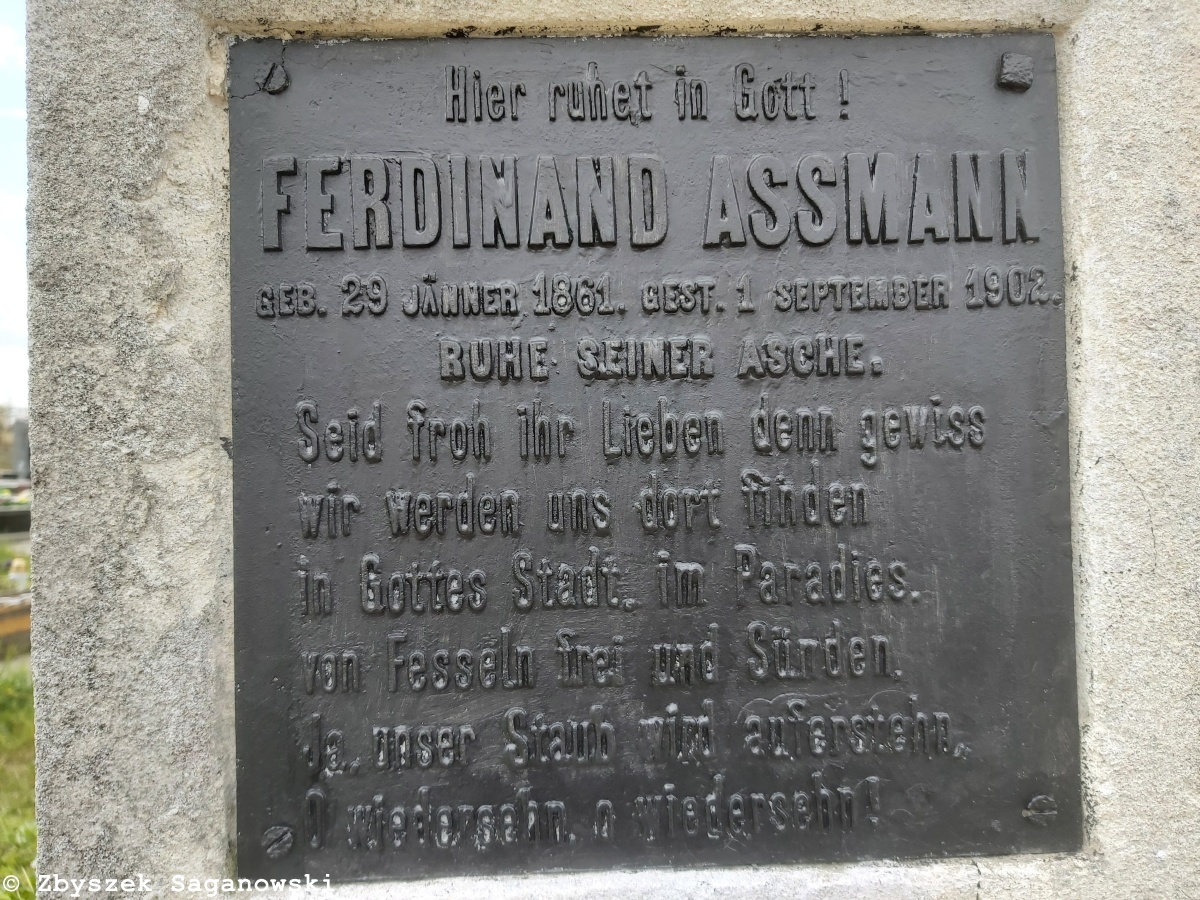 Hier ruhet in Gott !
FERDINAND ASSMANN
GEB. 29 JÄNNER 1861. GEST. 1 SEPTEMBER 1902.
RUHE SEINER ASCHE.
Seid froh ihr Lieben denn gewiss
wir werden uns dort finden
in Gottes Stadt, im Paradies.
von Fesseln frei und Sürden.
Ja, unser Staub wird auferstehn,
O wiedersehn, o wiedersehn!
© Zbyszek Saganowski